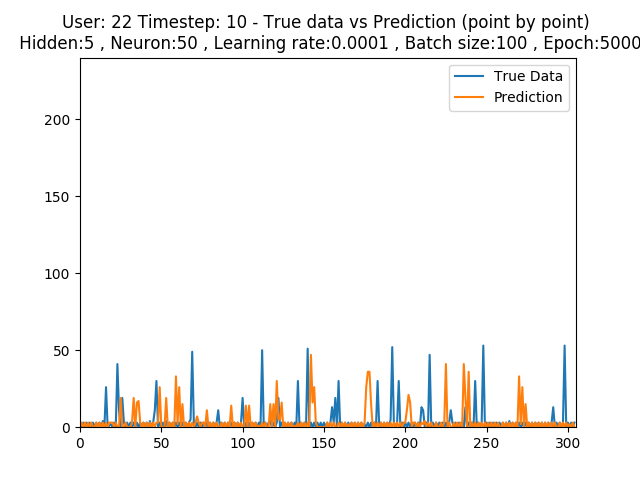 User: 22 Timestep: 10 - True data vs Prediction (point by point)
Hidden:5 , Neuron:50 , Learning rate:0.0001 , Batch size:100 , Epoch:5000
True Data
Prediction
200
150
100
50
0
0 50 100 150 200 250 300